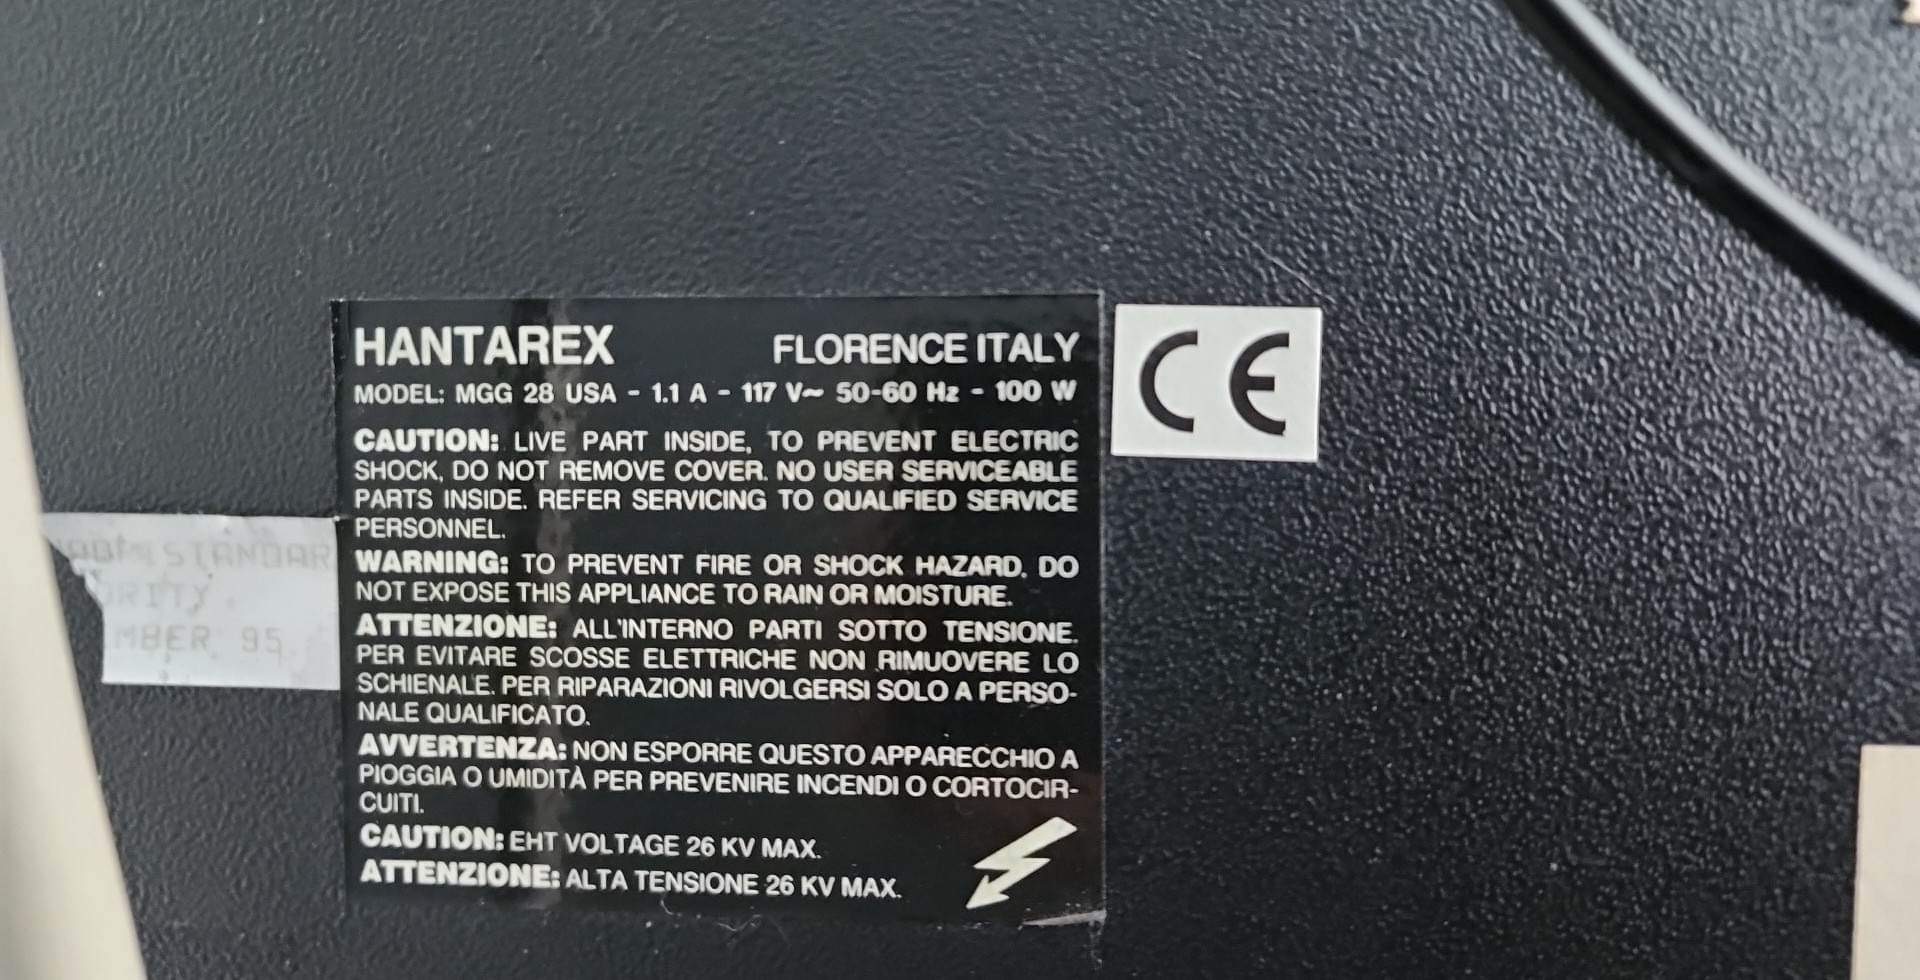 HANTAREX FLORENCE ITALY
MODEL: MGG 28 USA - 1.1 A - 117 V~ 50-60 Hz - 100 W
CAUTION: LIVE PART INSIDE, TO PREVENT ELECTRIC
SHOCK, DO NOT REMOVE COVER. NO USER SERVICEABLE
PARTS INSIDE. REFER SERVICING TO QUALIFIED SERVICE
PERSONNEL.
WARNING: TO PREVENT FIRE OR SHOCK HAZARD. DO
NOT EXPOSE THIS APPLIANCE TO RAIN OR MOISTURE.
ATTENZIONE: ALL'INTERNO PARTI SOTTO TENSIONE.
PER EVITARE SCOSSE ELETTRICHE NON RIMUOVERE LO
SCHIENALE. PER RIPARAZIONI RIVOLGERSI SOLO A PERSO-
NALE QUALIFICATO.
AVVERTENZA: NON ESPORRE QUESTO APPARECCHIO A
PIOGGIA O UMIDITÀ PER PREVENIRE INCENDI O CORTOCIR-
CUITI.
CAUTION: EHT VOLTAGE 26 KV MAX.
ATTENZIONE: ALTA TENSIONE 26 KV MAX.
CE
STANDAR
RITY
MBER 95